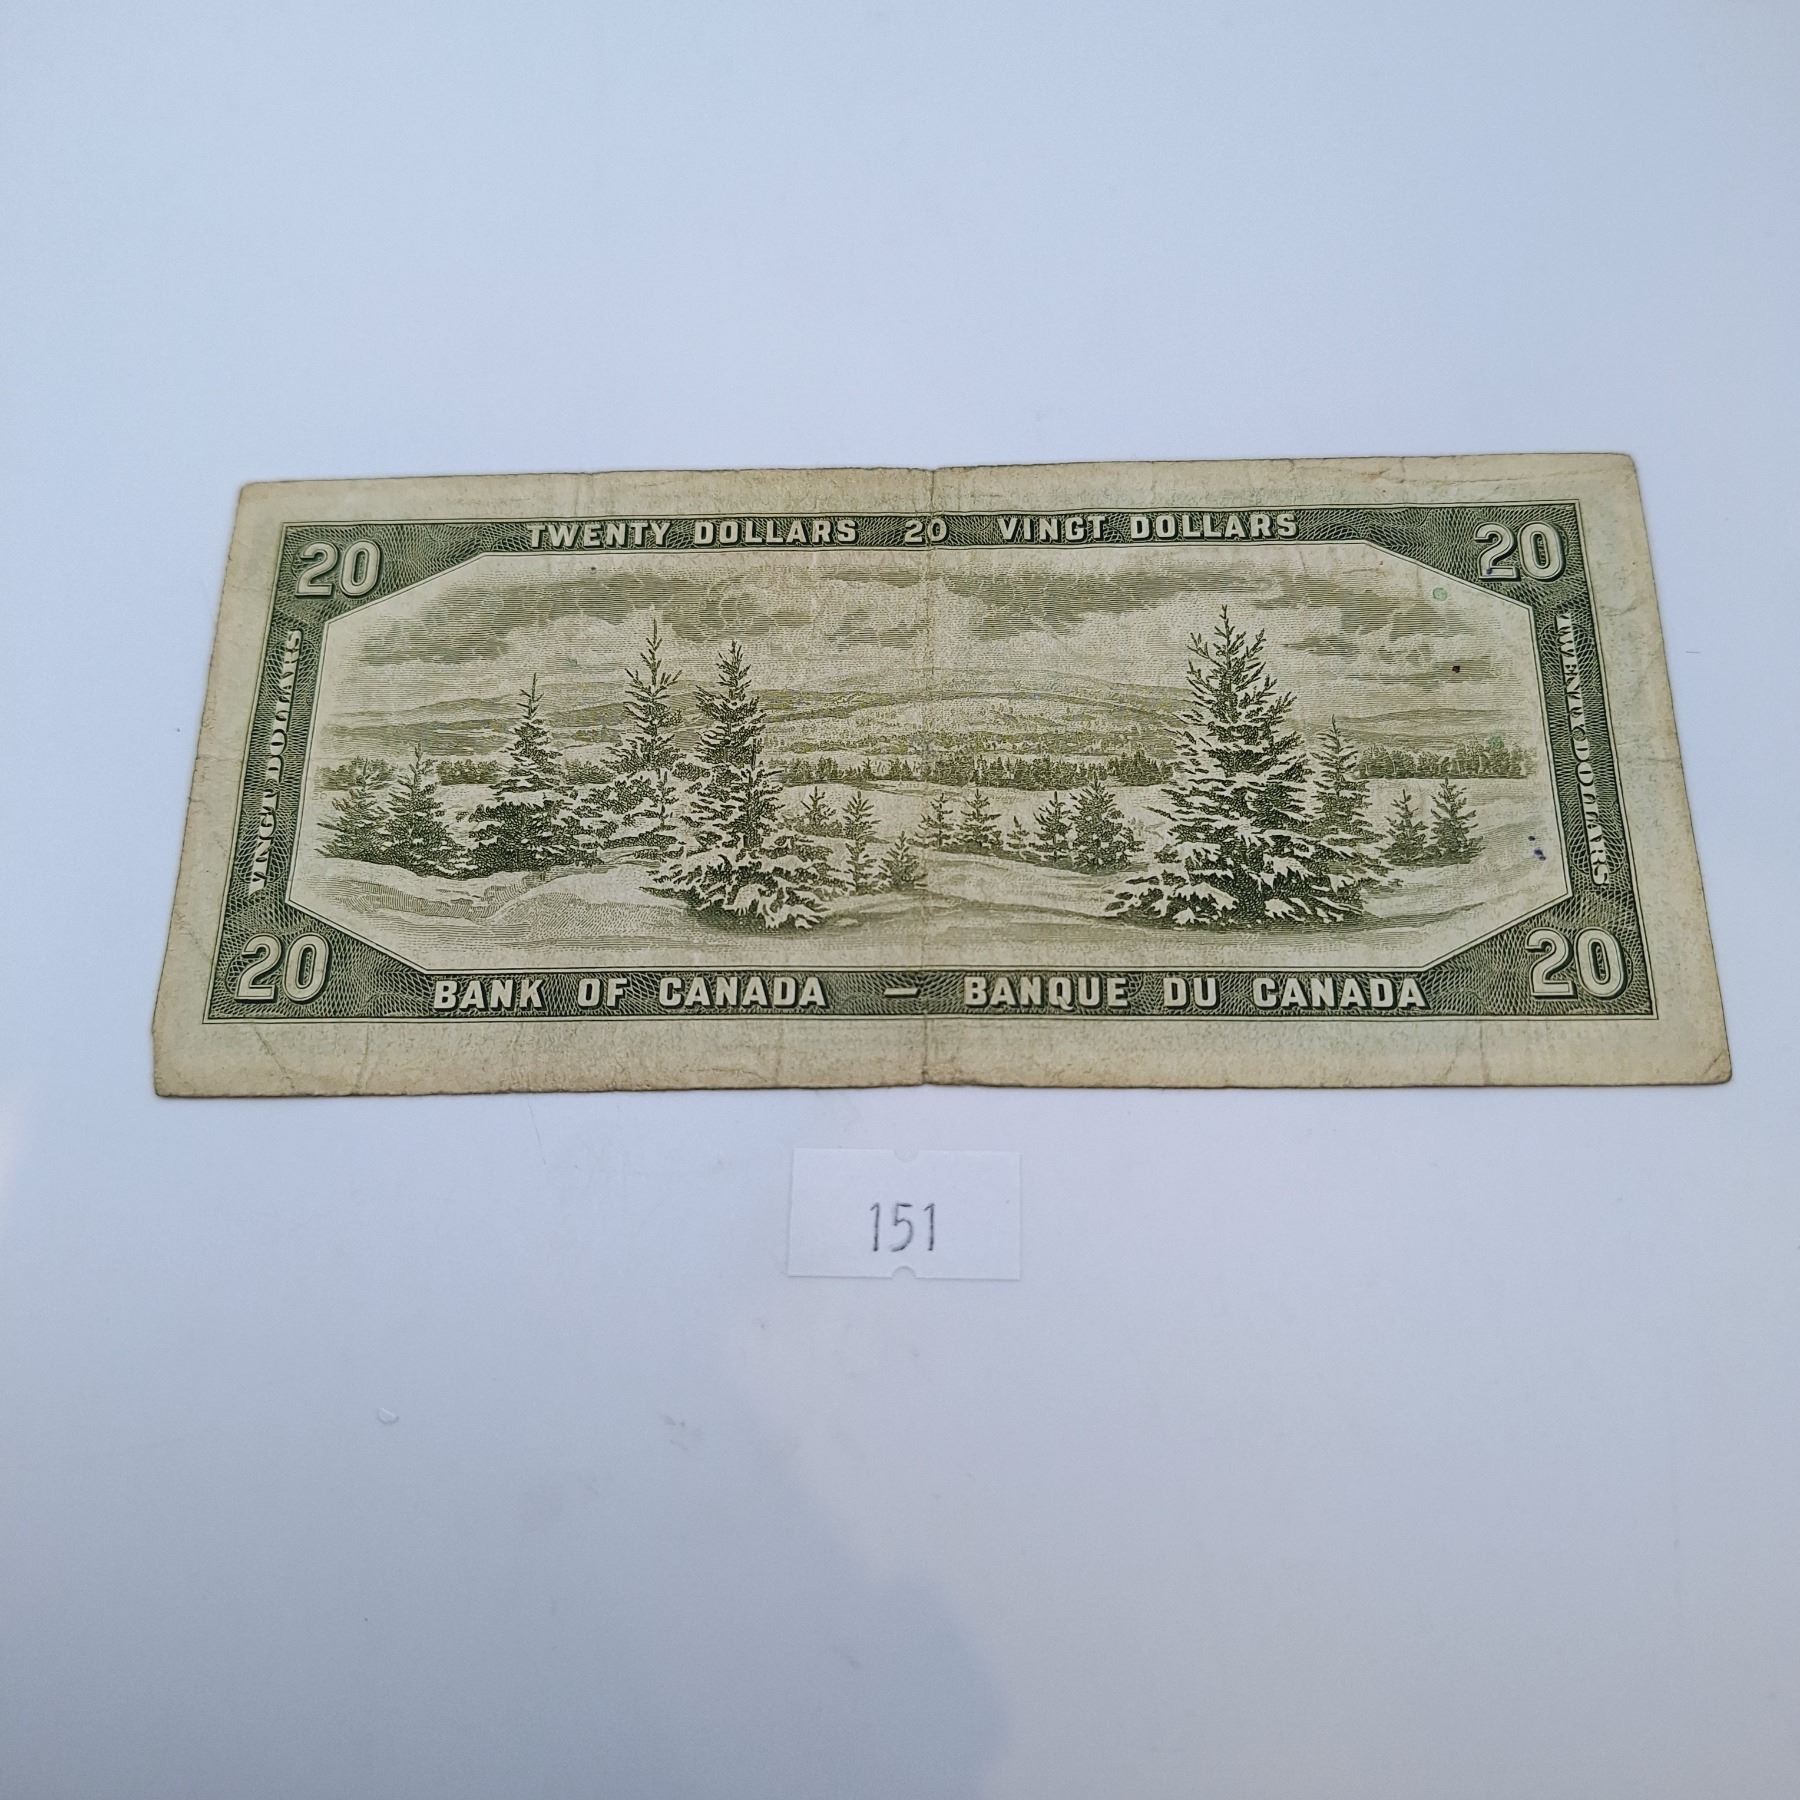 TWENTY DOLLARS 20 VINGT DOLLARS
20
20
VINGT DOLLARS
TWENTY DOLLARS
20
20
BANK OF CANADA – BANQUE DU CANADA
151